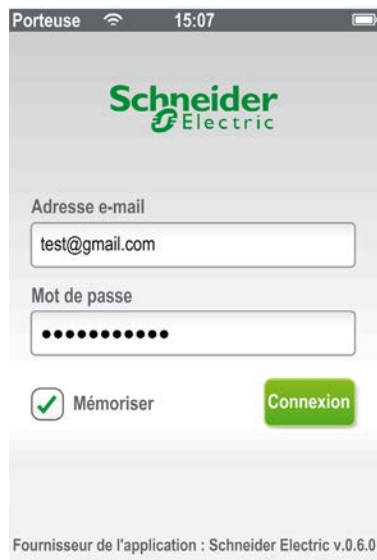 Porteuse 15:07
Schneider
Electric
Adresse e-mail
test@gmail.com
Mot de passe
●●●●●●●●●●●
Mémoriser Connexion
Fournisseur de l'application : Schneider Electric v.0.6.0